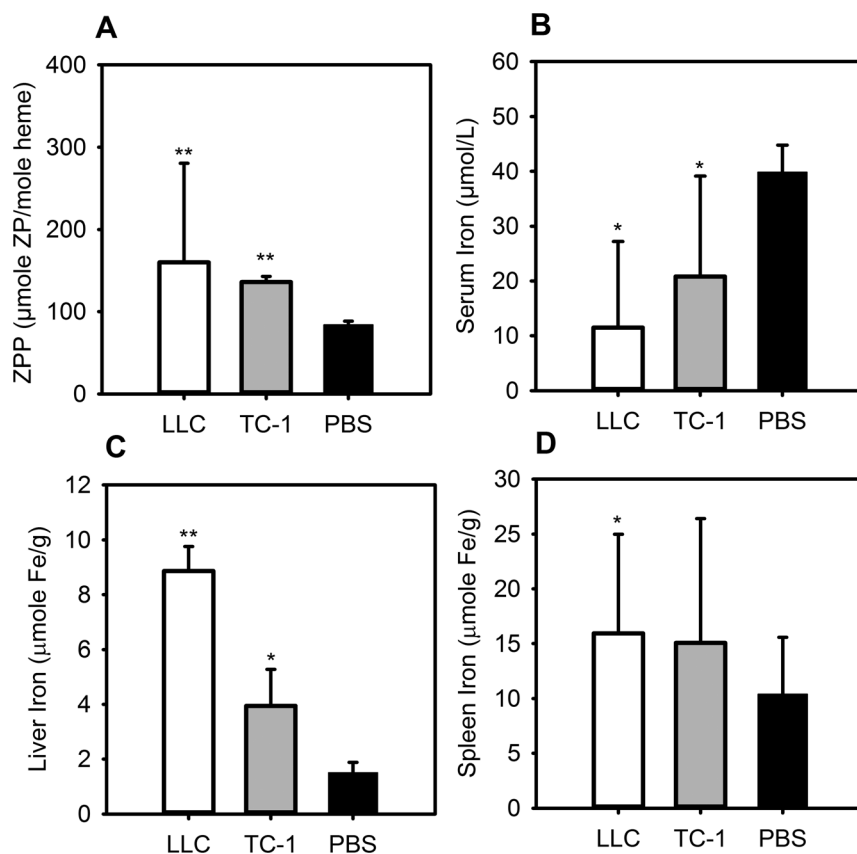 A
ZPP (µmole ZP/mole heme)
400
300
200
100
0
**
**
LLC TC-1 PBS
B
Serum Iron (µmol/L)
60
50
40
30
20
10
0
*
*
LLC TC-1 PBS
C
Liver Iron (µmole Fe/g)
12
10
8
6
4
2
0
**
*
LLC TC-1 PBS
D
Spleen Iron (µmole Fe/g)
30
25
20
15
10
5
0
*
LLC TC-1 PBS